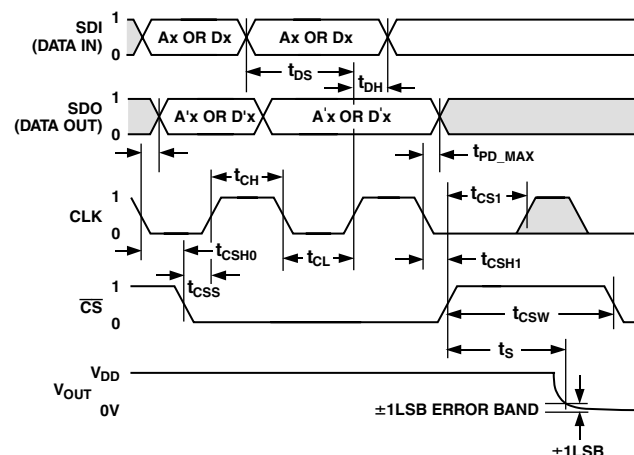 SDI
(DATA IN)
1
0
Ax OR Dx
Ax OR Dx
tDS
tDH
SDO
(DATA OUT)
1
0
A'x OR D'x
A'x OR D'x
tPD_MAX
tCH
tCS1
CLK
1
0
tCSH0
tCL
tCSH1
tCSS
CS
1
0
tCSW
tS
VDD
VOUT
0V
±1LSB ERROR BAND
±1LSB